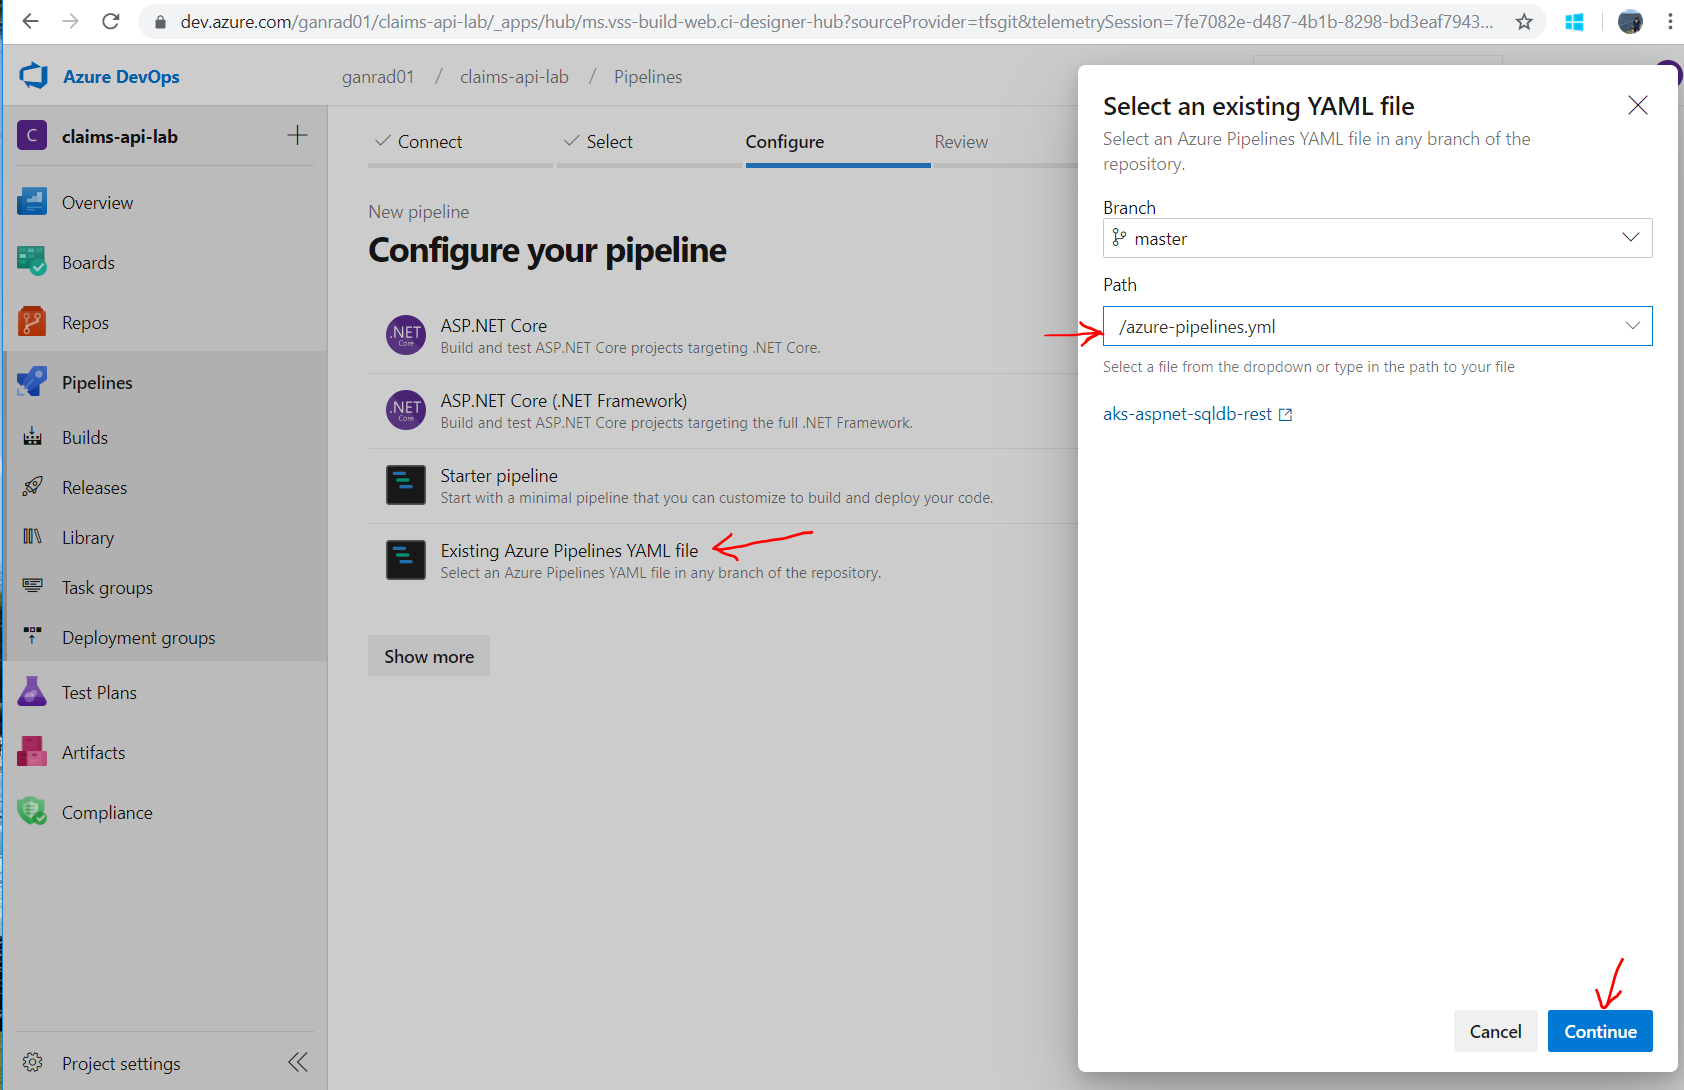 dev.azure.com/ganrad01/claims-api-lab/_apps/hub/ms.vss-build-web.ci-designer-hub?sourceProvider=tfsgit&telemetrySession=7fe7082e-d487-4b1b-8298-bd3eaf7943...
Azure DevOps
ganrad01 / claims-api-lab / Pipelines
C claims-api-lab
Overview
Boards
Repos
Pipelines
Builds
Releases
Library
Task groups
Deployment groups
Test Plans
Artifacts
Compliance
Project settings
Connect
Select
Configure
Review
New pipeline
Configure your pipeline
.NET Core
ASP.NET Core
Build and test ASP.NET Core projects targeting .NET Core.
.NET Core
ASP.NET Core (.NET Framework)
Build and test ASP.NET Core projects targeting the full .NET Framework.
Starter pipeline
Start with a minimal pipeline that you can customize to build and deploy your code.
Existing Azure Pipelines YAML file
Select an Azure Pipelines YAML file in any branch of the repository.
Show more
Select an existing YAML file
Select an Azure Pipelines YAML file in any branch of the
repository.
Branch
master
Path
/azure-pipelines.yml
Select a file from the dropdown or type in the path to your file
aks-aspnet-sqldb-rest
Cancel
Continue